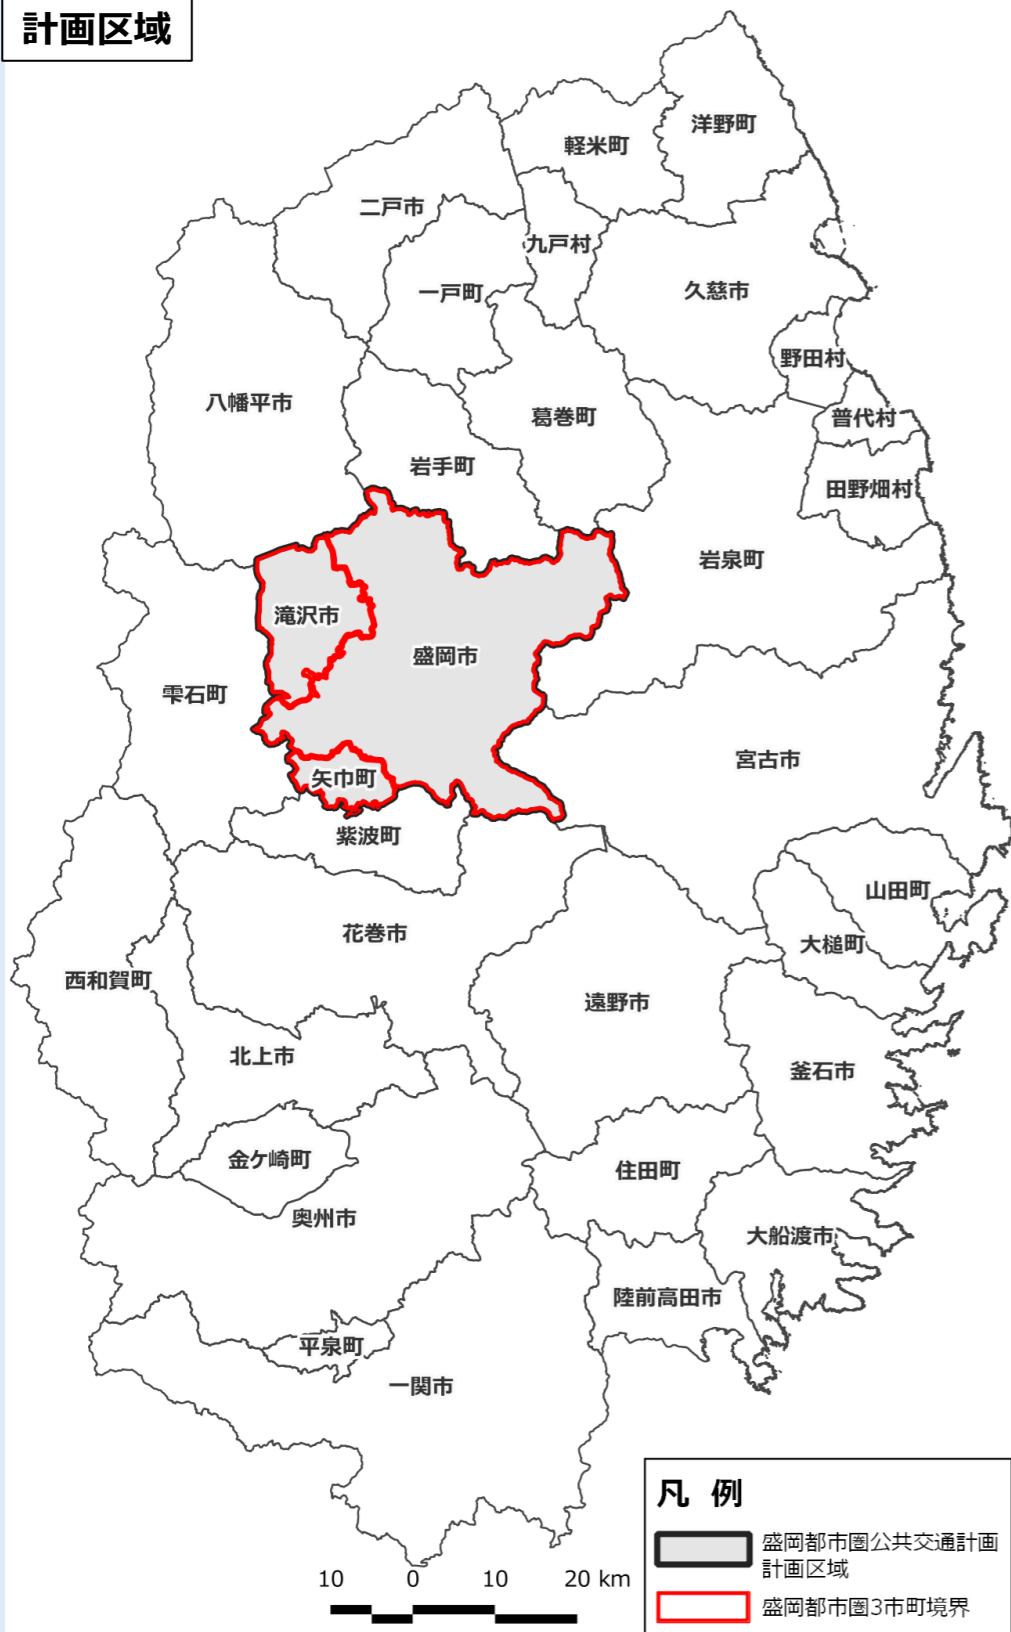 計画区域
洋野町
軽米町
二戸市
九戸村
一戸町
久慈市
野田村
八幡平市
葛巻町
普代村
岩手町
田野畑村
岩泉町
滝沢市
盛岡市
雫石町
宮古市
矢巾町
紫波町
山田町
花巻市
大槌町
西和賀町
遠野市
北上市
釜石市
金ケ崎町
住田町
奥州市
大船渡市
陸前高田市
平泉町
一関市
凡 例
盛岡都市圏公共交通計画
計画区域
盛岡都市圏3市町境界
10 0 10 20 km